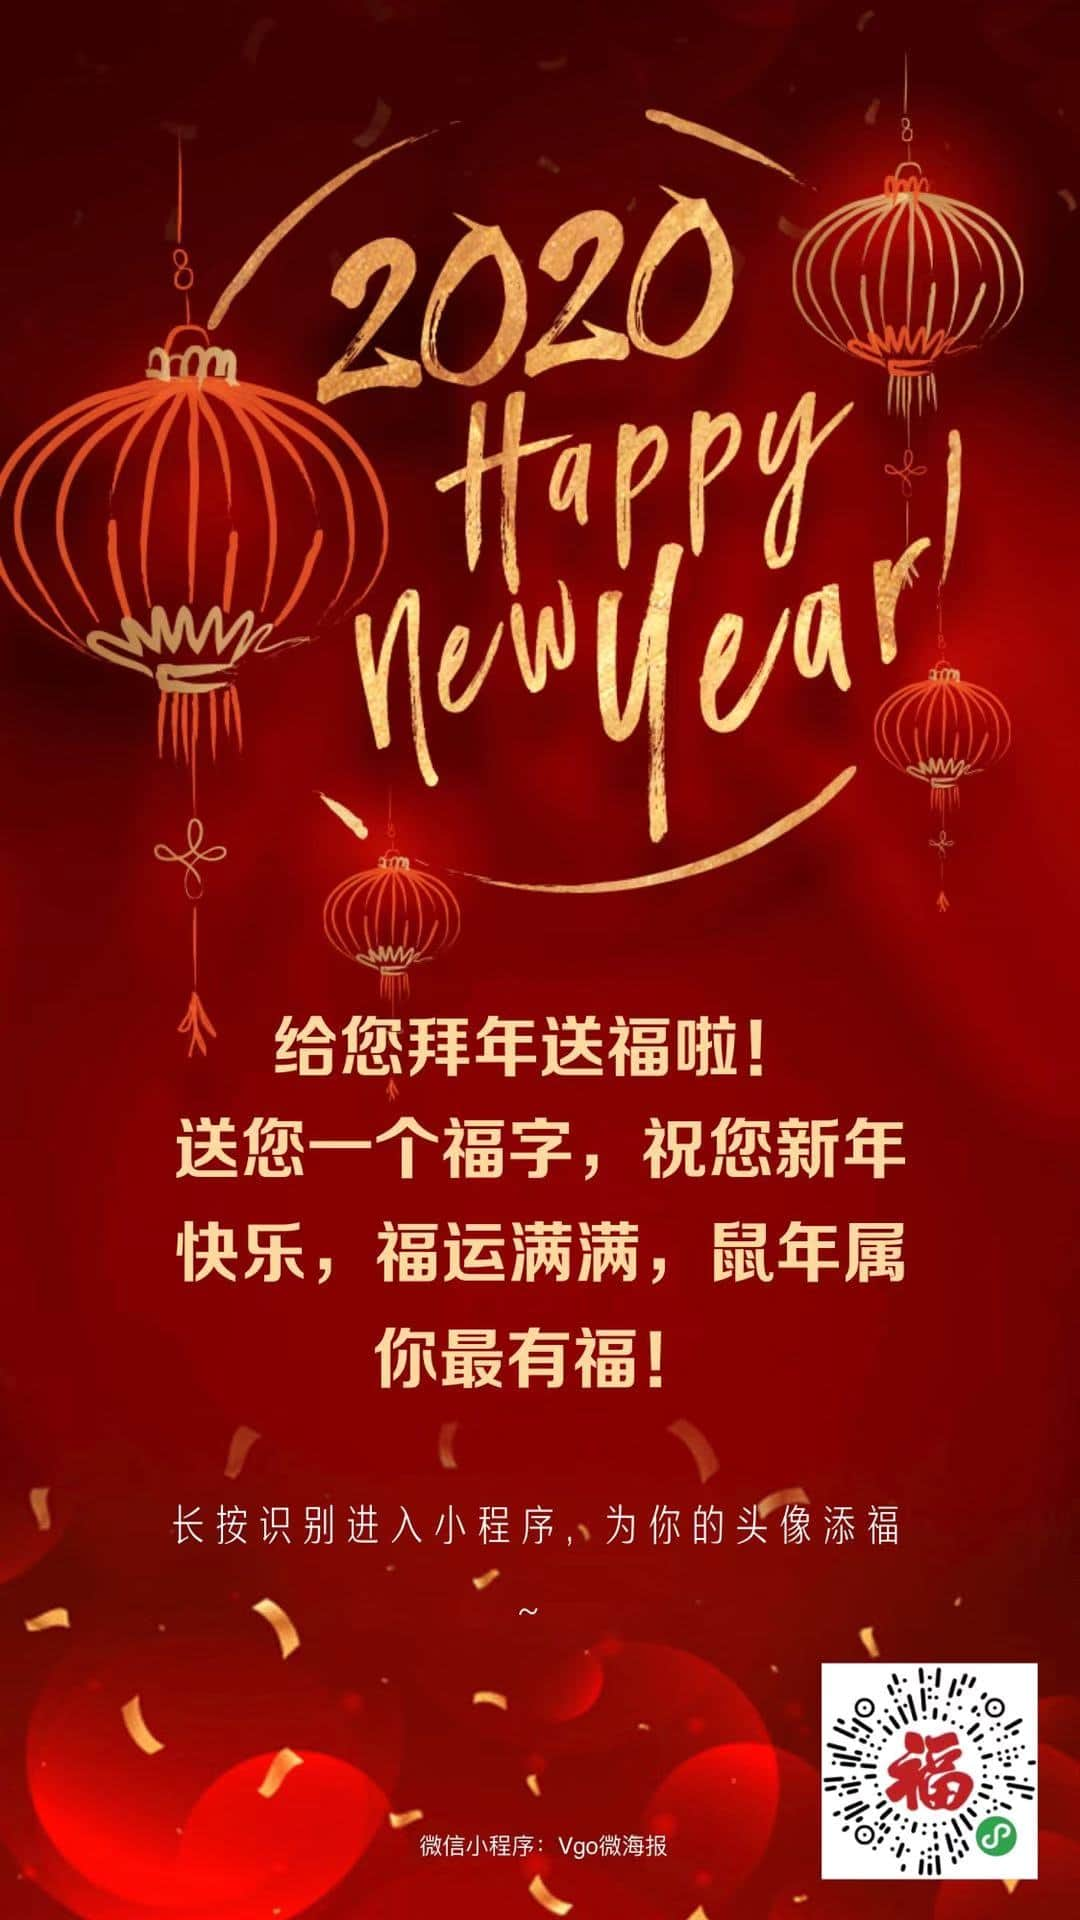 2020
Happy
New Year
给您拜年送福啦！
送您一个福字，祝您新年
快乐，福运满满，鼠年属
你最有福！
长按识别进入小程序，为你的头像添福
~
福
微信小程序：Vgo微海报